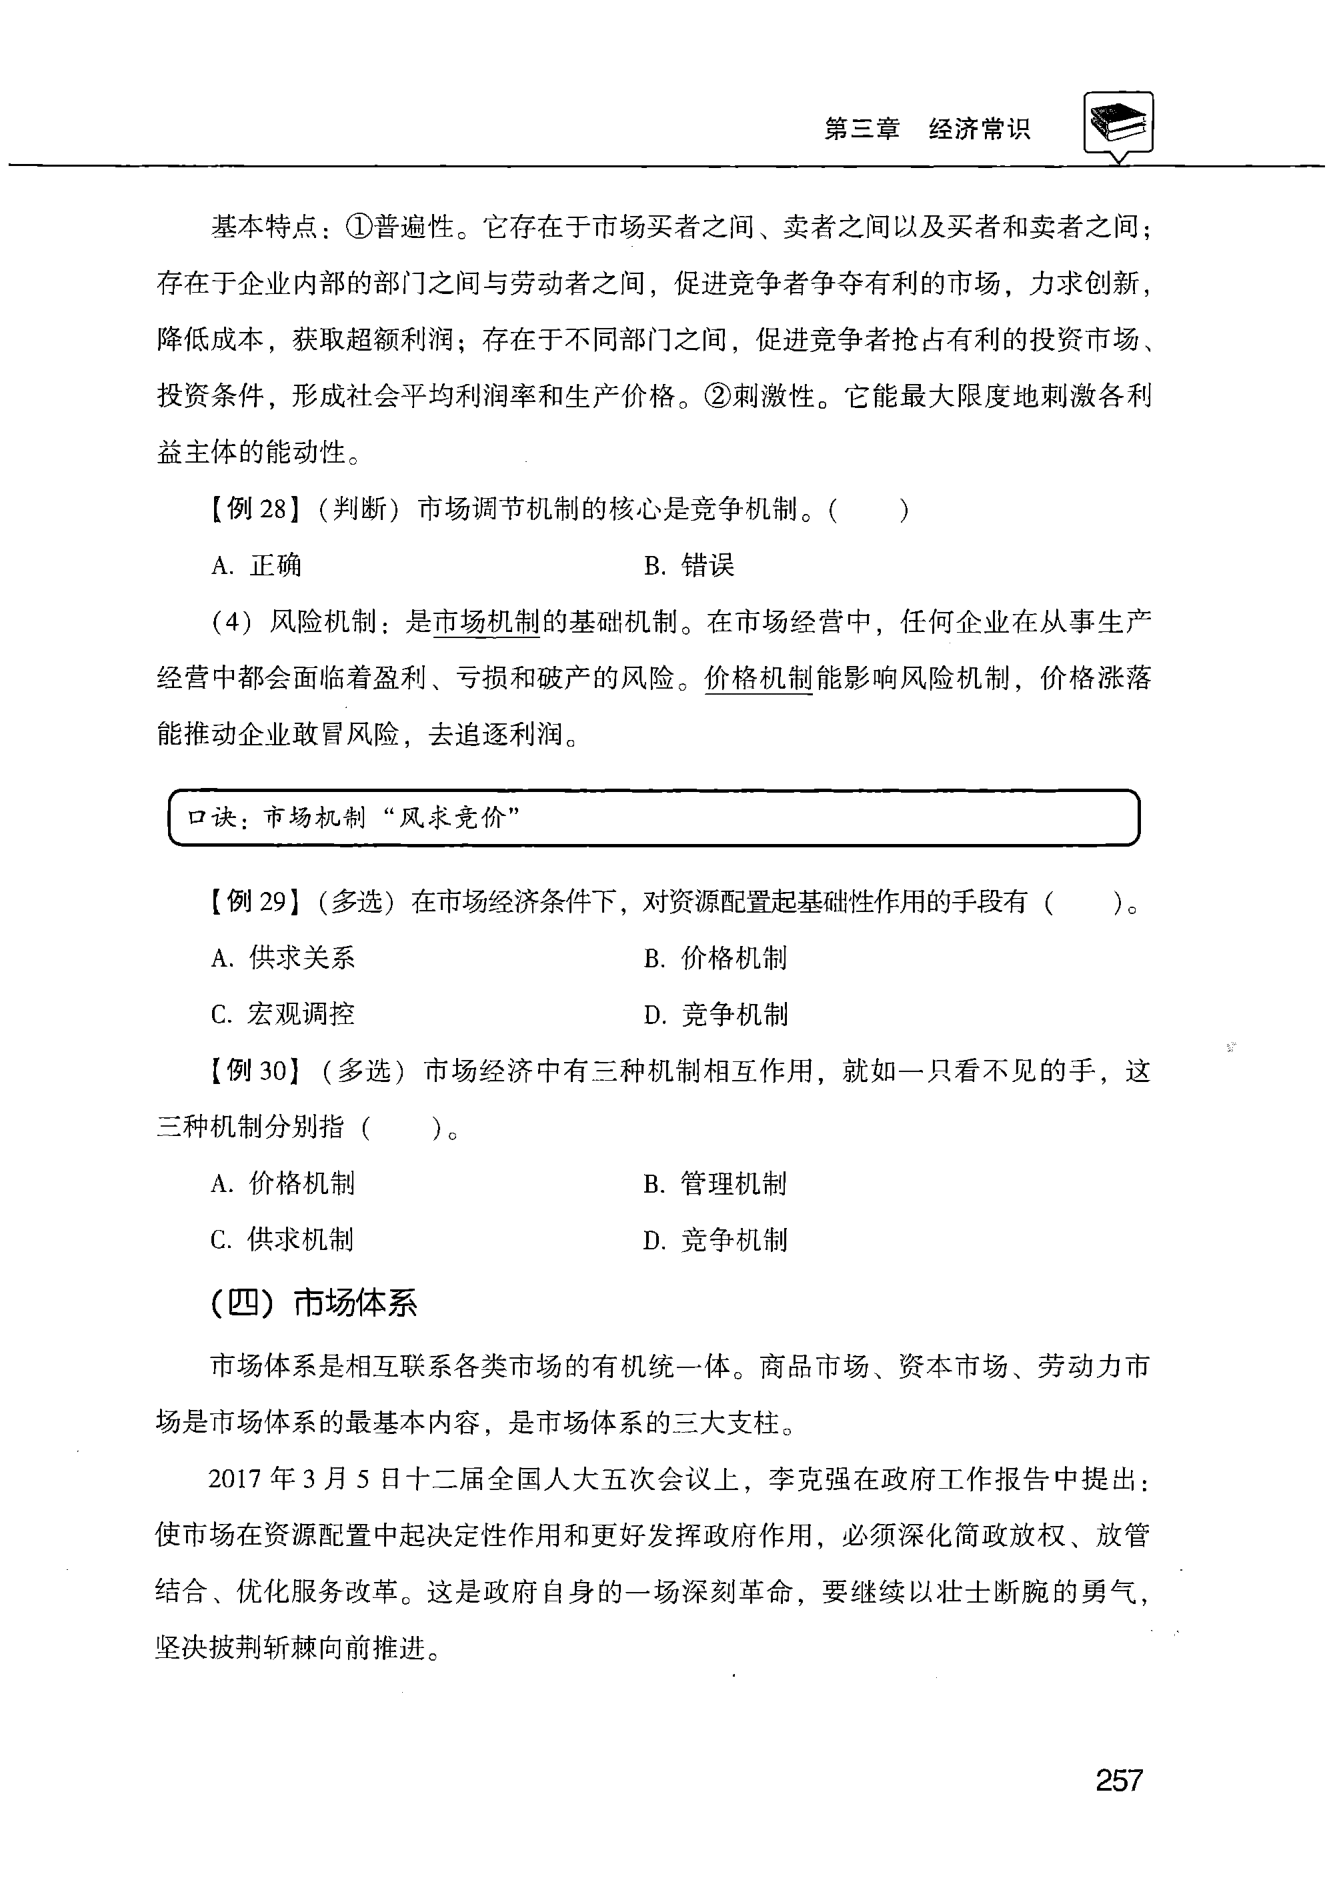 第三章 经济常识
基本特点：①普遍性。它存在于市场买者之间、卖者之间以及买者和卖者之间；
存在于企业内部的部门之间与劳动者之间，促进竞争者争夺有利的市场，力求创新，
降低成本，获取超额利润；存在于不同部门之间，促进竞争者抢占有利的投资市场、
投资条件，形成社会平均利润率和生产价格。②刺激性。它能最大限度地刺激各利
益主体的能动性。
【例 28】（判断）市场调节机制的核心是竞争机制。（　　）
A. 正确　　B. 错误
（4）风险机制：是市场机制的基础机制。在市场经营中，任何企业在从事生产
经营中都会面临着盈利、亏损和破产的风险。价格机制能影响风险机制，价格涨落
能推动企业敢冒风险，去追逐利润。
口诀：市场机制“风求竞价”
【例 29】（多选）在市场经济条件下，对资源配置起基础性作用的手段有（　　）。
A. 供求关系　　B. 价格机制
C. 宏观调控　　D. 竞争机制
【例 30】（多选）市场经济中有三种机制相互作用，就如一只看不见的手，这
三种机制分别指（　　）。
A. 价格机制　　B. 管理机制
C. 供求机制　　D. 竞争机制
（四）市场体系
市场体系是相互联系各类市场的有机统一体。商品市场、资本市场、劳动力市
场是市场体系的最基本内容，是市场体系的三大支柱。
2017 年 3 月 5 日十二届全国人大五次会议上，李克强在政府工作报告中提出：
使市场在资源配置中起决定性作用和更好发挥政府作用，必须深化简政放权、放管
结合、优化服务改革。这是政府自身的一场深刻革命，要继续以壮士断腕的勇气，
坚决披荆斩棘向前推进。
257